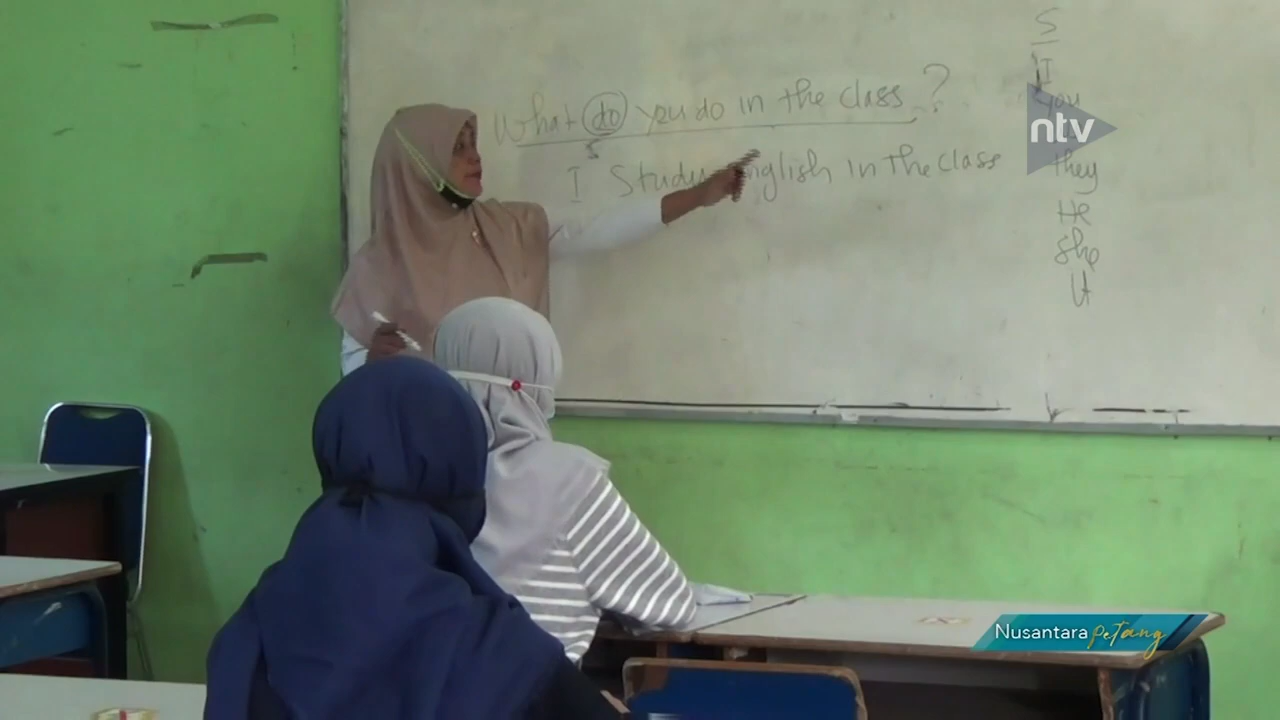 What do you do in the class ?
s
I Study English in the class
S
I
you
they
He
she
it
ntv
Nusantara Petang